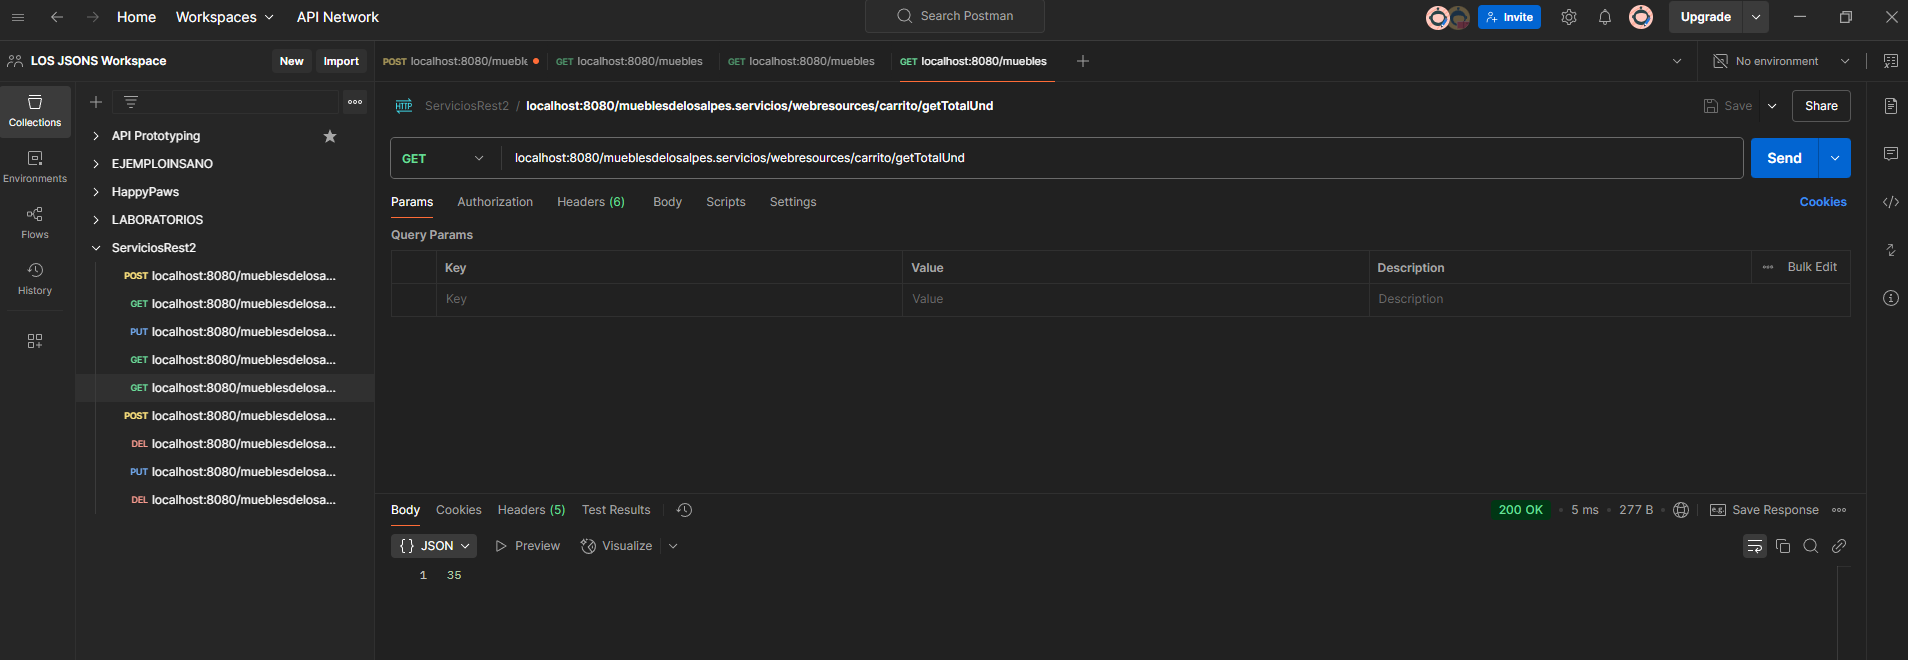 Home Workspaces API Network Search Postman Invite Upgrade
LOS JSONS Workspace New Import
POST localhost:8080/mueble GET localhost:8080/muebles GET localhost:8080/muebles GET localhost:8080/muebles No environment
Collections
Environments
Flows
History
API Prototyping
EJEMPLOINSANO
HappyPaws
LABORATORIOS
ServiciosRest2
POST localhost:8080/mueblesdelosa...
GET localhost:8080/mueblesdelosa...
PUT localhost:8080/mueblesdelosa...
GET localhost:8080/mueblesdelosa...
GET localhost:8080/mueblesdelosa...
POST localhost:8080/mueblesdelosa...
DEL localhost:8080/mueblesdelosa...
PUT localhost:8080/mueblesdelosa...
DEL localhost:8080/mueblesdelosa...
HTTP ServiciosRest2 / localhost:8080/mueblesdelosalpes.servicios/webresources/carrito/getTotalUnd Save Share
GET localhost:8080/mueblesdelosalpes.servicios/webresources/carrito/getTotalUnd Send
Params Authorization Headers (6) Body Scripts Settings Cookies
Query Params
Key Value Description Bulk Edit
Key Value Description
Body Cookies Headers (5) Test Results 200 OK 5 ms 277 B e.g. Save Response
{} JSON Preview Visualize
1 35